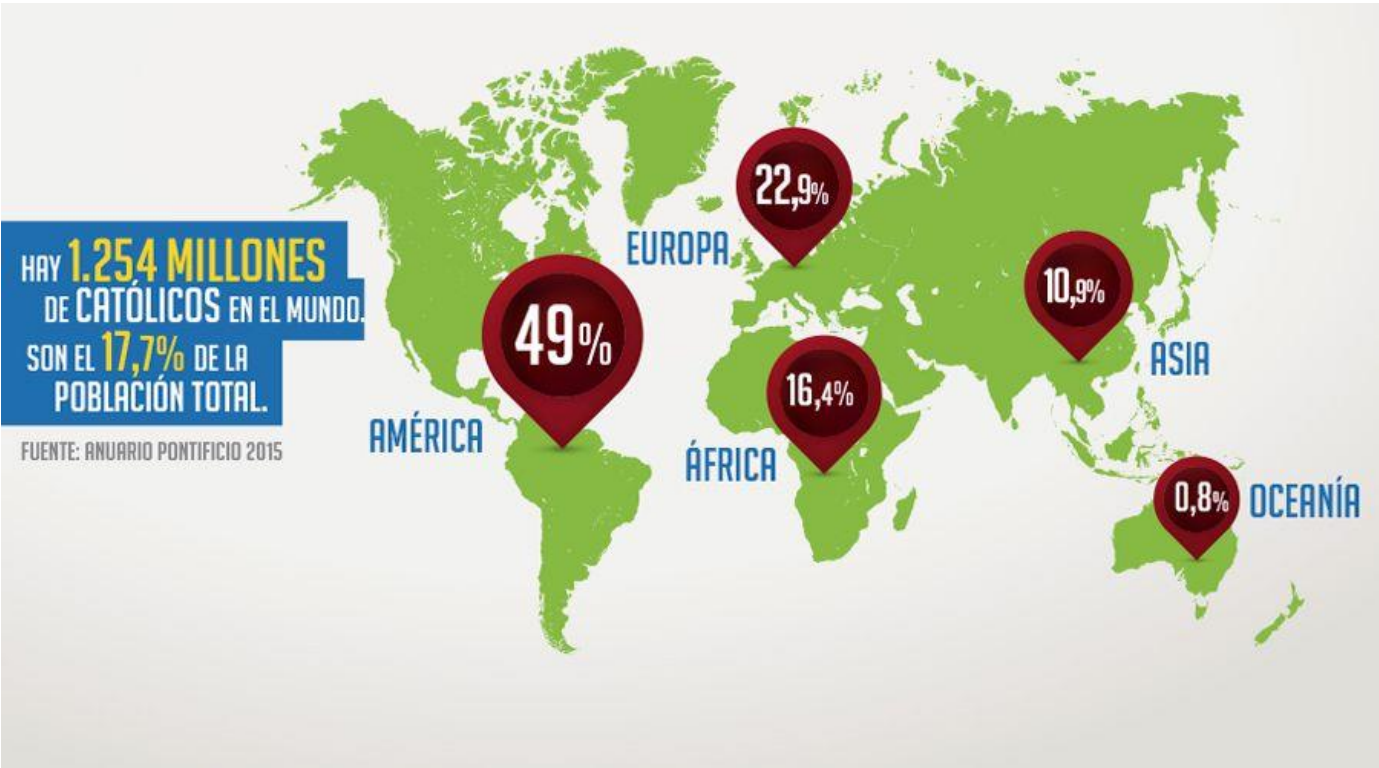 HAY 1.254 MILLONES
DE CATÓLICOS EN EL MUNDO.
SON EL 17,7% DE LA
POBLACIÓN TOTAL.
FUENTE: ANUARIO PONTIFICIO 2015
AMÉRICA
49%
EUROPA
22,9%
ÁFRICA
16,4%
ASIA
10,9%
OCEANÍA
0,8%